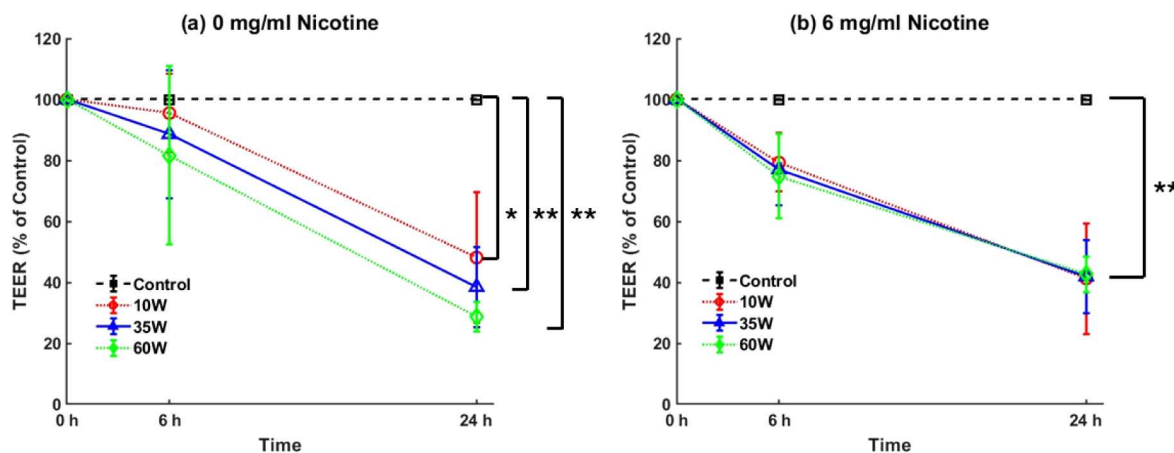 (a) 0 mg/ml Nicotine
120
100
80
60
40
20
0
TEER (% of Control)
0 h
6 h
24 h
Time
Control
10W
35W
60W
*
**
**
(b) 6 mg/ml Nicotine
120
100
80
60
40
20
0
TEER (% of Control)
0 h
6 h
24 h
Time
Control
10W
35W
60W
**